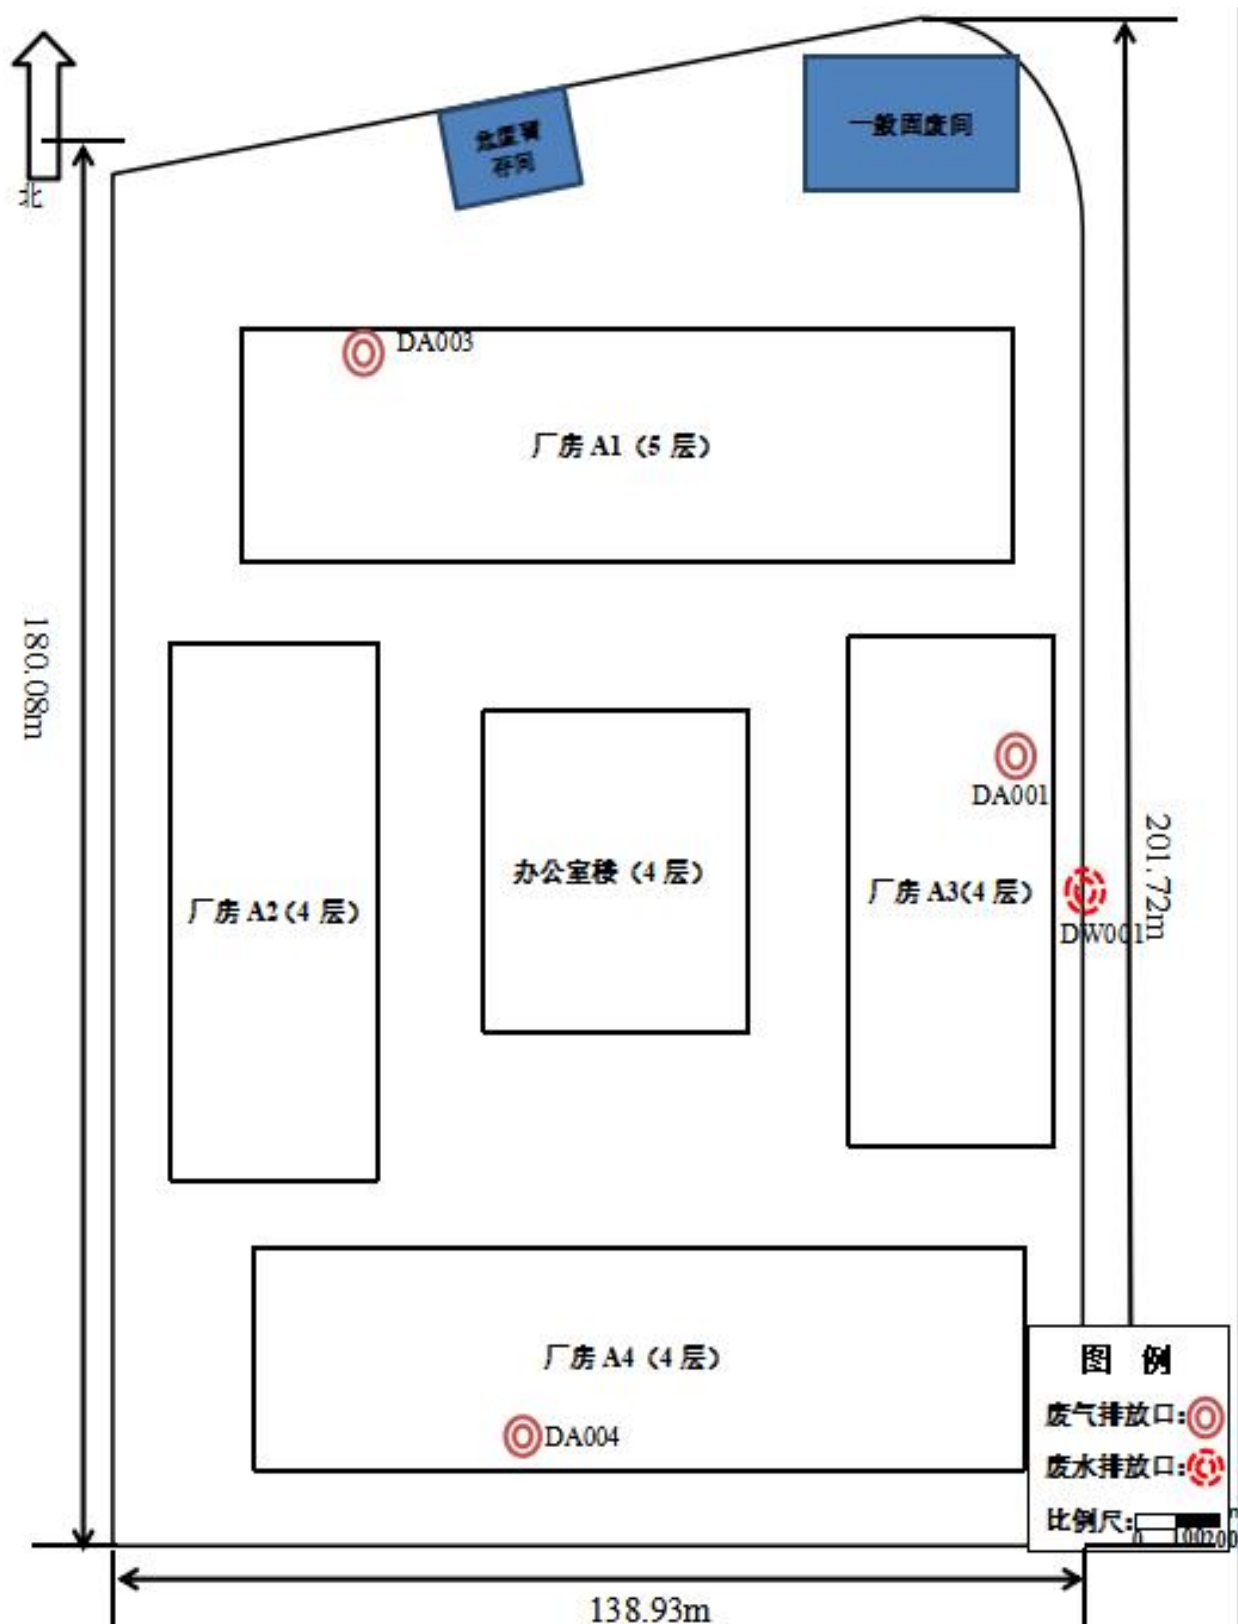 北
危废暂
存间
一般固废间
DA003
厂房 A1（5 层）
180.08m
DA001
办公室楼（4 层）
厂房 A2（4 层）
厂房 A3(4 层）
201.72m
DW001
厂房 A4（4 层）
DA004
图 例
废气排放口：
废水排放口：
比例尺：
138.93m